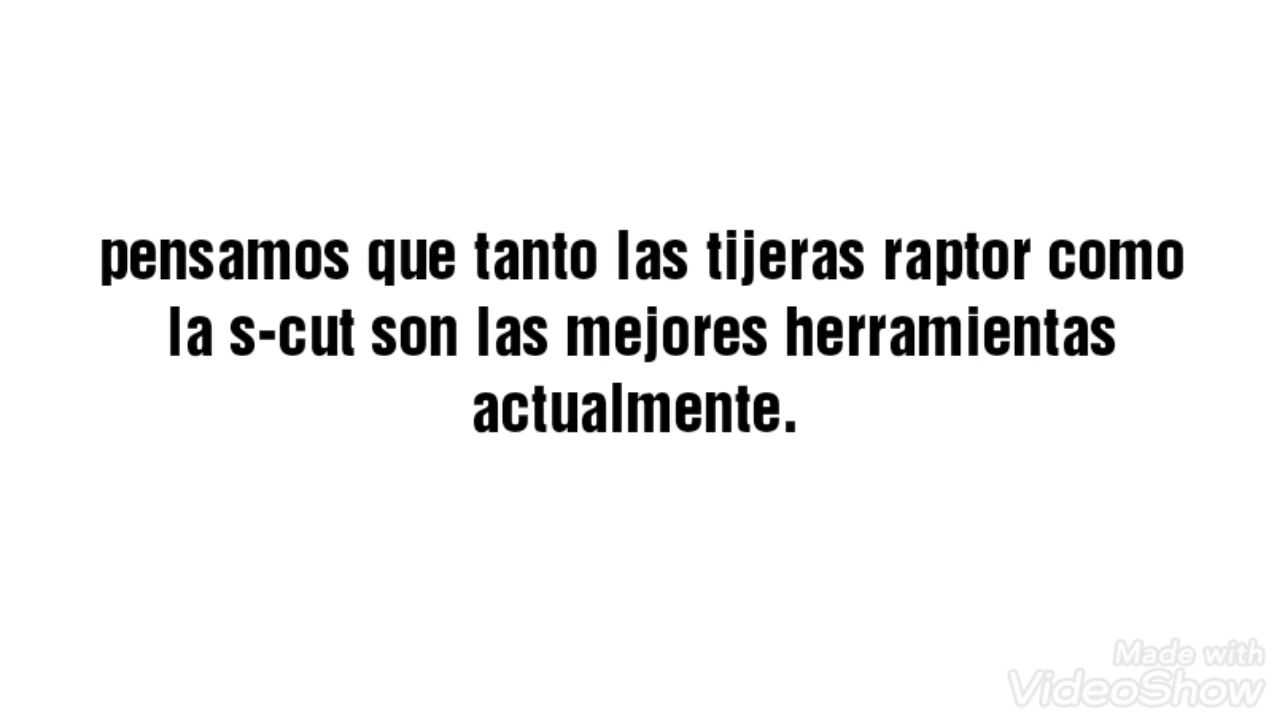 pensamos que tanto las tijeras raptor como
la s-cut son las mejores herramientas
actualmente.
Made with
VideoShow